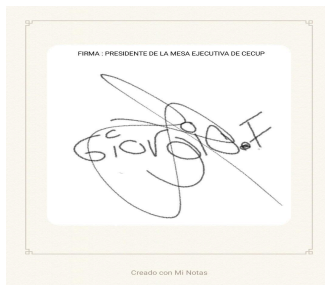 FIRMA : PRESIDENTE DE LA MESA EJECUTIVA DE CECUP
Creado con Mi Notas